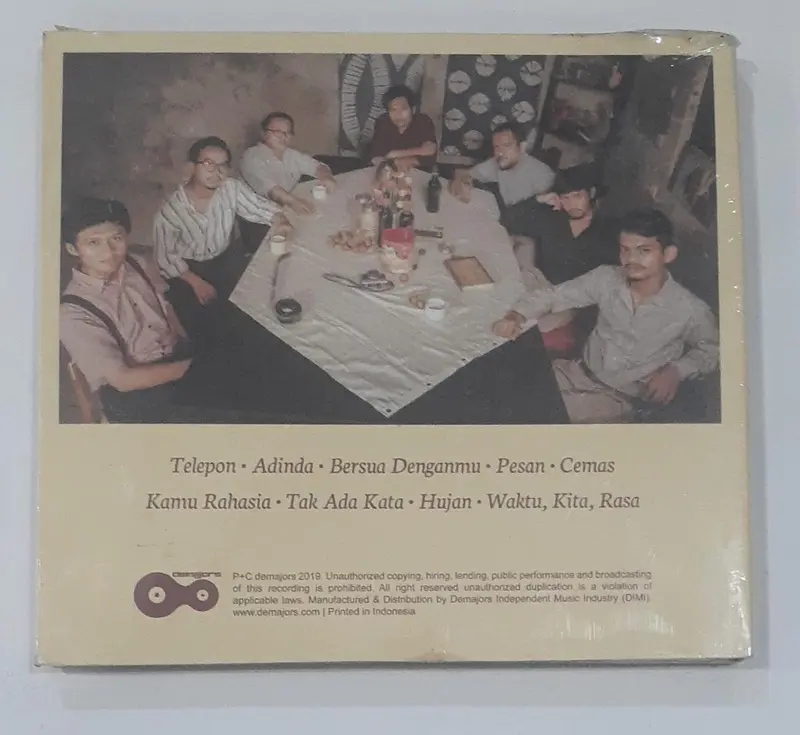 Telepon • Adinda • Bersua Denganmu • Pesan • Cemas
Kamu Rahasia • Tak Ada Kata • Hujan • Waktu, Kita, Rasa
demajors
P+C demajors 2019. Unauthorized copying, hiring, lending, public performance and broadcasting
of this recording is prohibited. All right reserved unauthorized duplication is a violation of
applicable laws. Manufactured & Distribution by Demajors Independent Music Industry (DIMI).
www.demajors.com | Printed in Indonesia